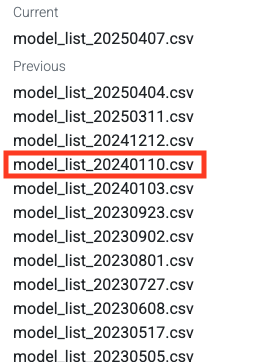 Current
model_list_20250407.csv
Previous
model_list_20250404.csv
model_list_20250311.csv
model_list_20241212.csv
model_list_20240110.csv
model_list_20240103.csv
model_list_20230923.csv
model_list_20230902.csv
model_list_20230801.csv
model_list_20230727.csv
model_list_20230608.csv
model_list_20230517.csv
model_list_20230505.csv